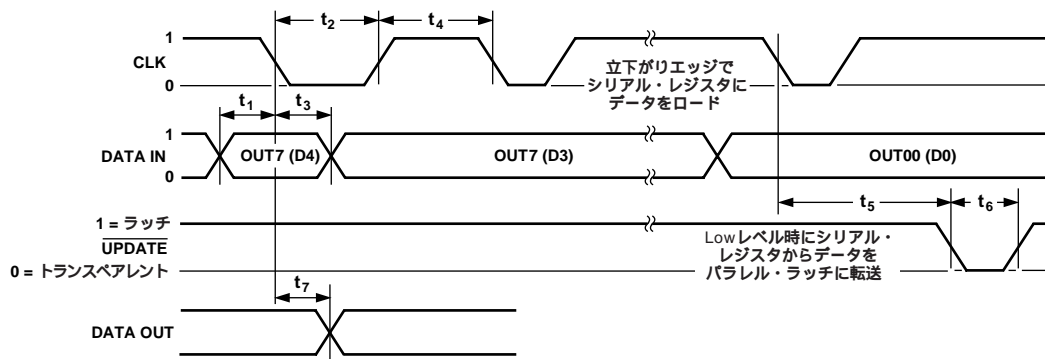 t2
t4
1
CLK
0
立下がりエッジで
シリアル・レジスタに
データをロード
t1
t3
1
DATA IN
0
OUT7 (D4)
OUT7 (D3)
OUT00 (D0)
t5
t6
1 = ラッチ
UPDATE
0 = トランスペアレント
Lowレベル時にシリアル・
レジスタからデータを
パラレル・ラッチに転送
t7
DATA OUT